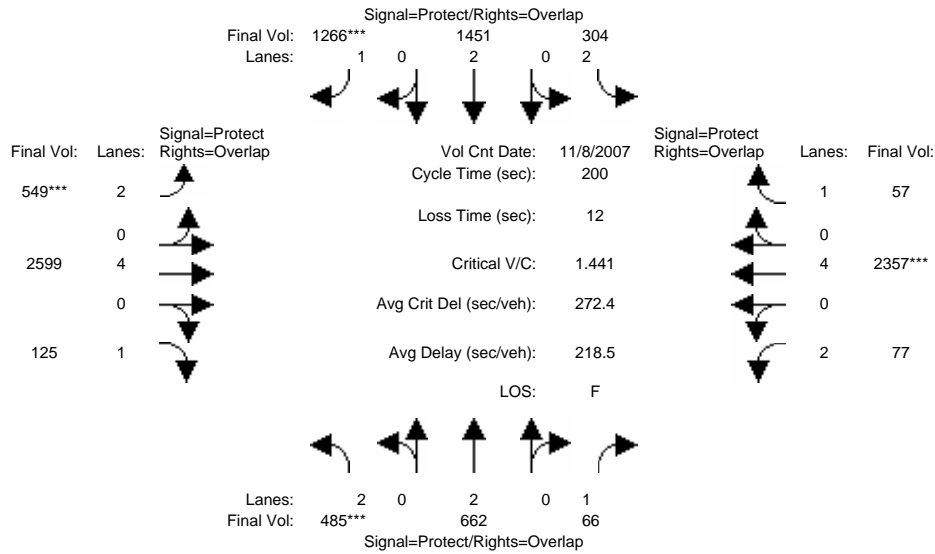 Signal=Protect/Rights=Overlap
Final Vol: 1266*** 1451 304
Lanes: 1 0 2 0 2
Signal=Protect Signal=Protect
Final Vol: Lanes: Rights=Overlap Vol Cnt Date: 11/8/2007 Rights=Overlap Lanes: Final Vol:
Cycle Time (sec): 200
549*** 2 1 57
Loss Time (sec): 12
0 0
2599 4 Critical V/C: 1.441 4 2357***
0 Avg Crit Del (sec/veh): 272.4 0
125 1 Avg Delay (sec/veh): 218.5 2 77
LOS: F
Lanes: 2 0 2 0 1
Final Vol: 485*** 662 66
Signal=Protect/Rights=Overlap